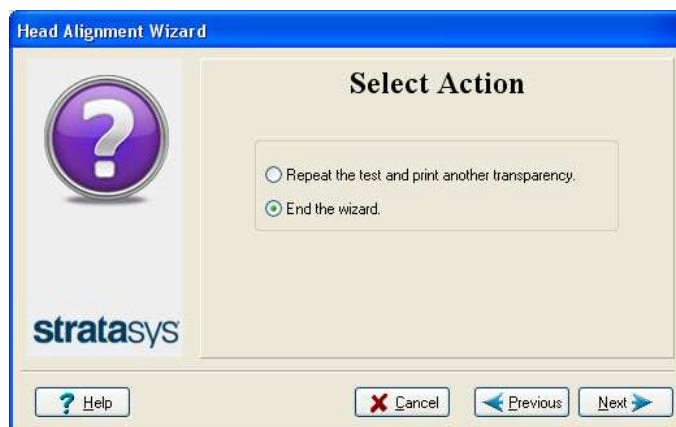 Head Alignment Wizard
Select Action
Repeat the test and print another transparency.
End the wizard.
stratasys
? Help
Cancel
Previous
Next